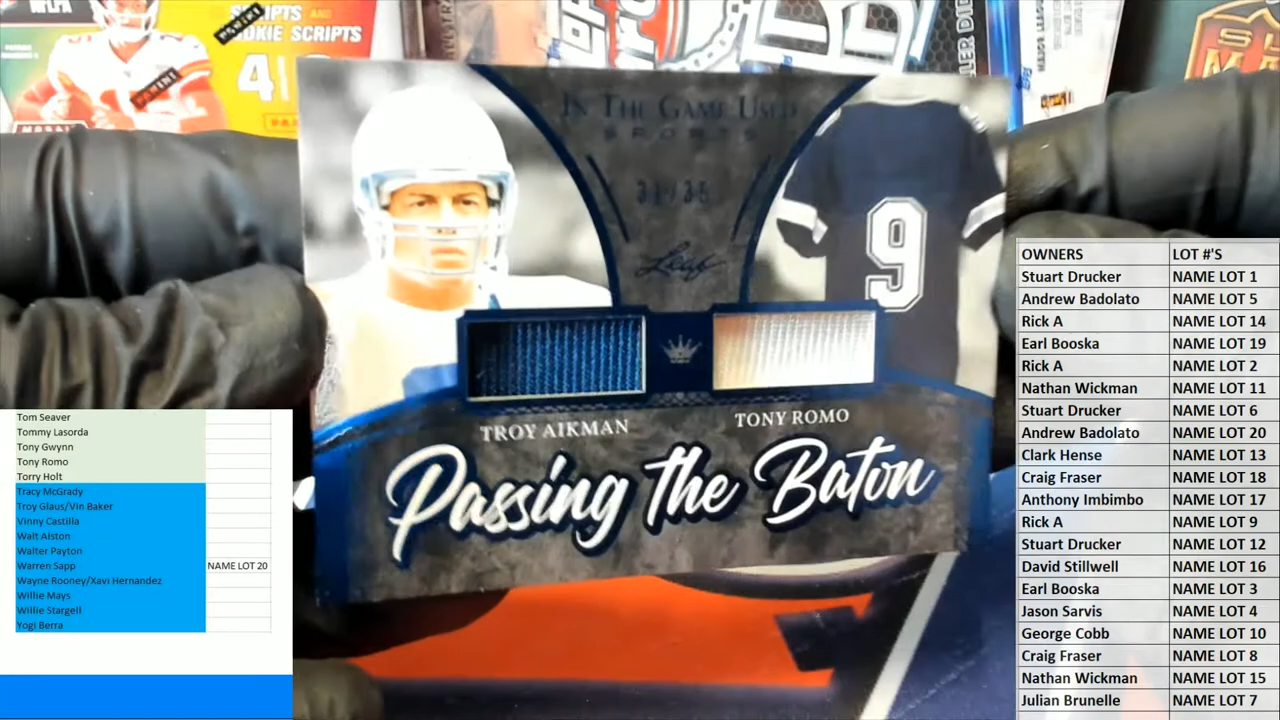 SCRIPTS AND
ROOKIE SCRIPTS
PANINI
PANINI
IN THE GAME USED
SPORTS
31/35
Leaf
9
TROY AIKMAN
TONY ROMO
Passing the Baton
Tom Seaver
Tommy Lasorda
Tony Gwynn
Tony Romo
Torry Holt
Tracy McGrady
Troy Glaus/Vin Baker
Vinny Castilla
Walt Alston
Walter Payton
Warren Sapp NAME LOT 20
Wayne Rooney/Xavi Hernandez
Willie Mays
Willie Stargell
Yogi Berra
OWNERS LOT #'S
Stuart Drucker NAME LOT 1
Andrew Badolato NAME LOT 5
Rick A NAME LOT 14
Earl Booska NAME LOT 19
Rick A NAME LOT 2
Nathan Wickman NAME LOT 11
Stuart Drucker NAME LOT 6
Andrew Badolato NAME LOT 20
Clark Hense NAME LOT 13
Craig Fraser NAME LOT 18
Anthony Imbimbo NAME LOT 17
Rick A NAME LOT 9
Stuart Drucker NAME LOT 12
David Stillwell NAME LOT 16
Earl Booska NAME LOT 3
Jason Sarvis NAME LOT 4
George Cobb NAME LOT 10
Craig Fraser NAME LOT 8
Nathan Wickman NAME LOT 15
Julian Brunelle NAME LOT 7